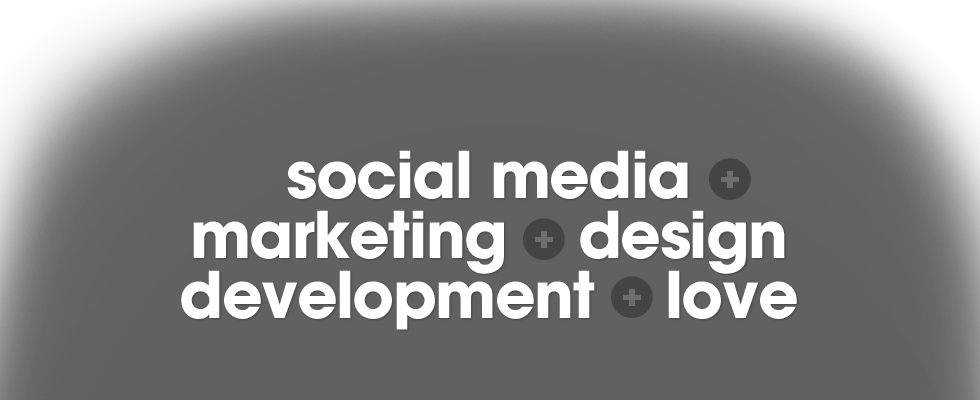 social media +
marketing + design
development + love